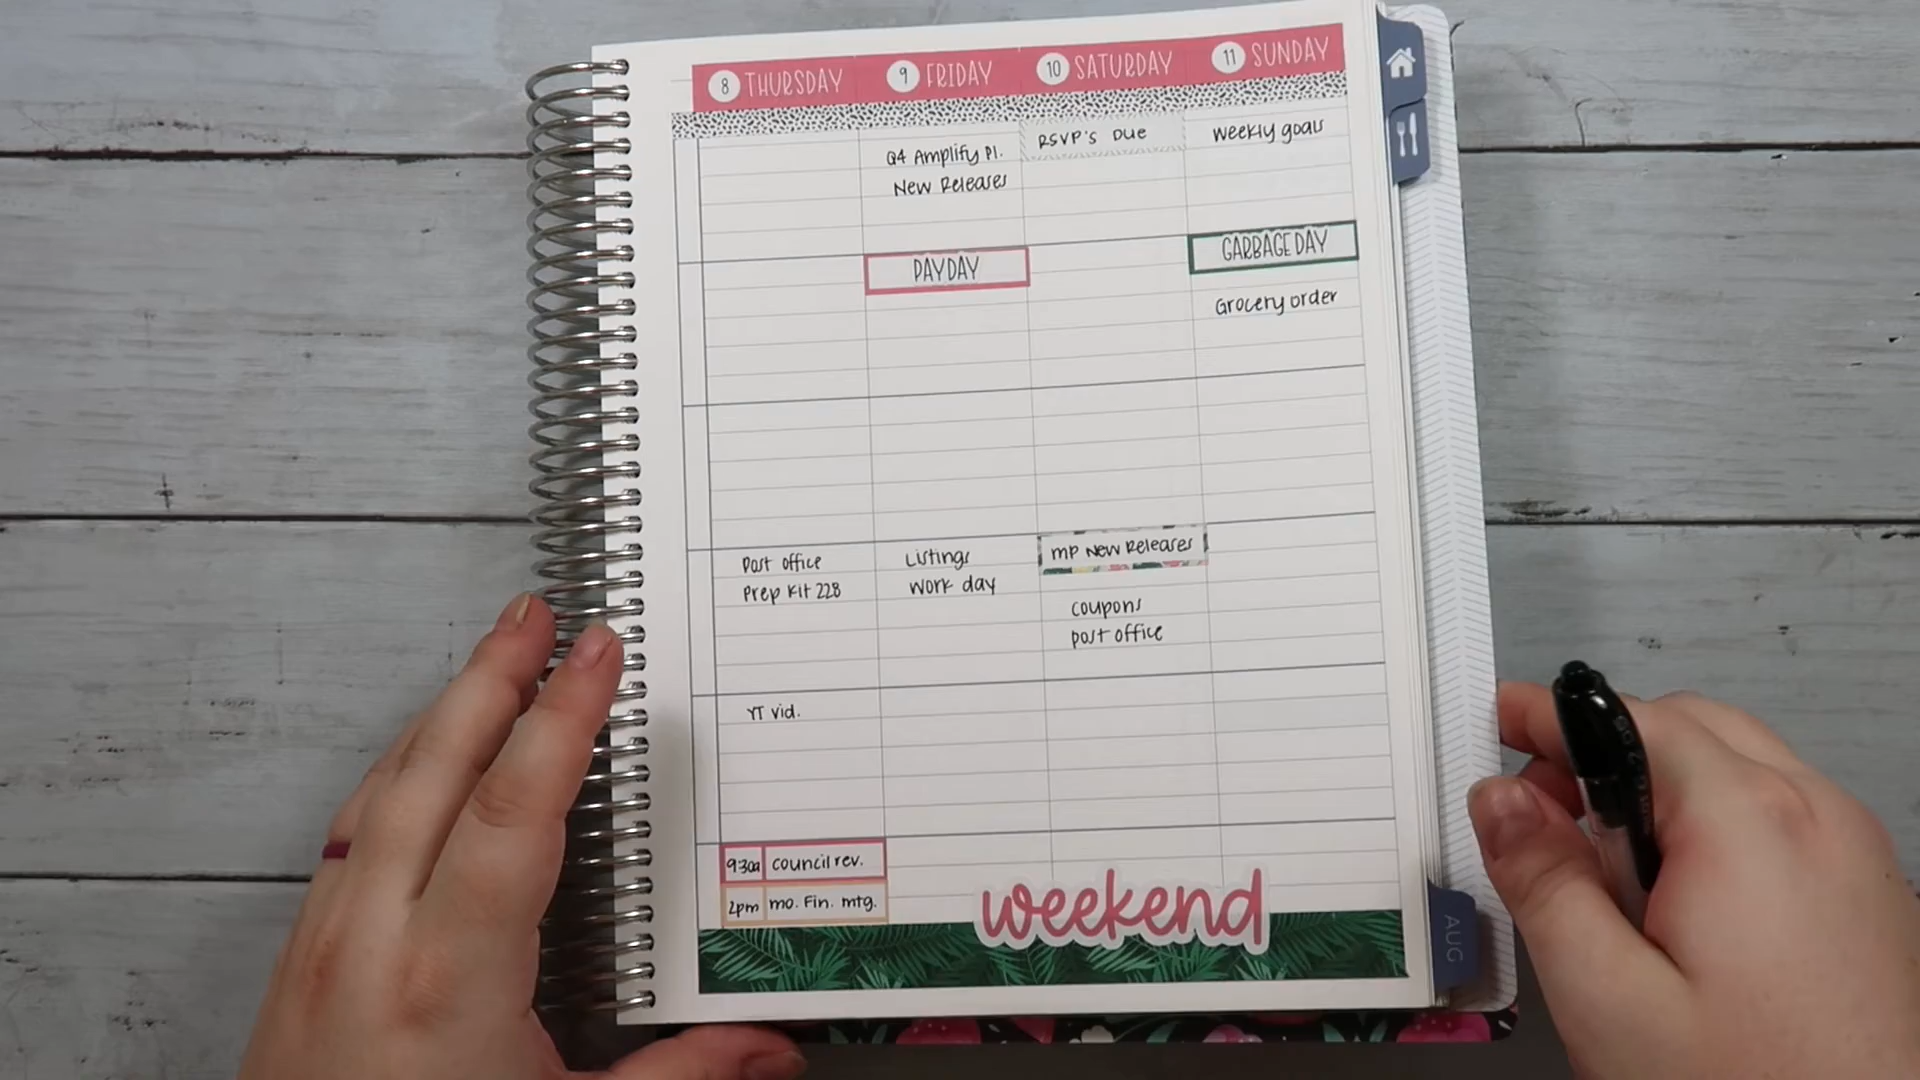 8 THURSDAY
9 FRIDAY
10 SATURDAY
11 SUNDAY
Q4 Amplify Pl.
New Releases
RSVP's Due
Weekly goals
PAYDAY
GARBAGE DAY
Grocery order
Post office
Prep Kit 228
Listings
Work day
MP New Releases
coupons
post office
YT vid.
930a council rev.
2pm mo. Fin. mtg.
weekend
AUG